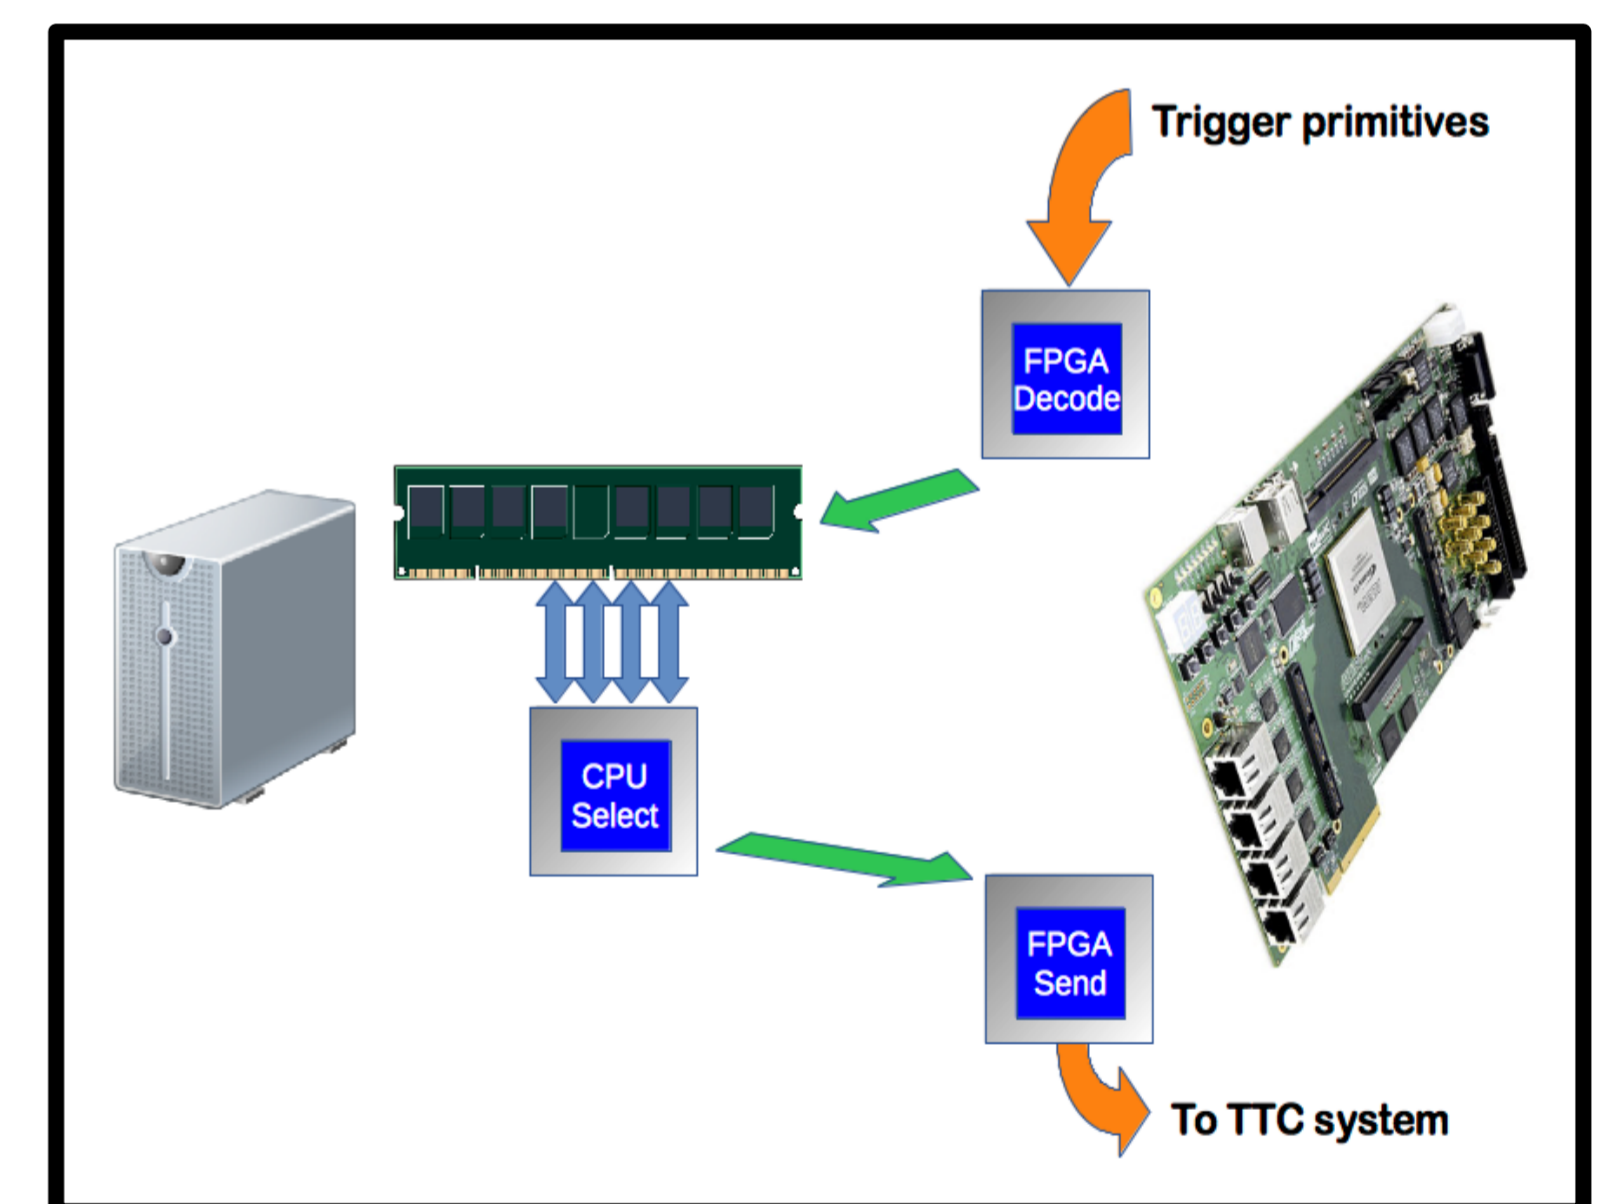 Trigger primitives
FPGA
Decode
CPU
Select
FPGA
Send
To TTC system